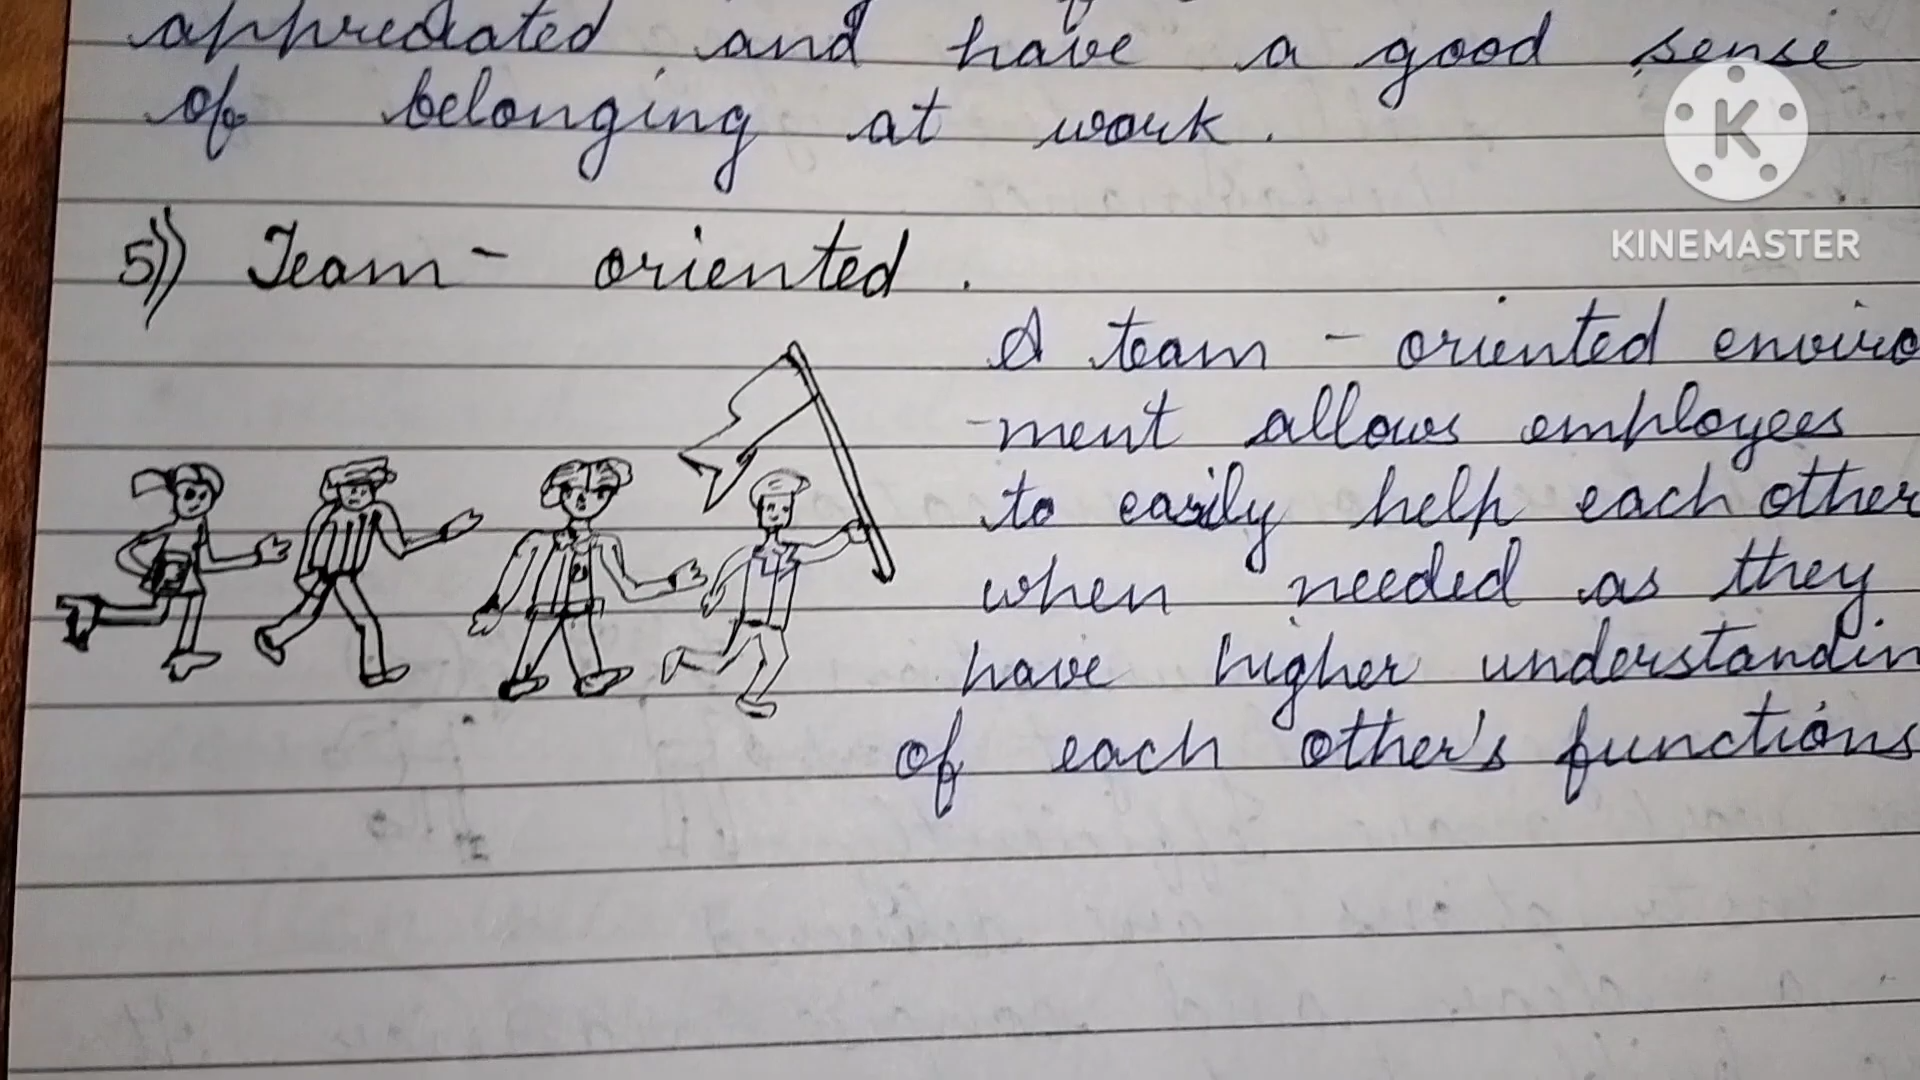 appreciated and have a good sense
of belonging at work.
KINEMASTER
5)) Team - oriented.
A team - oriented enviro
-ment allows employees
to easily help each other
when needed as they
have higher understandin
of each other's functions